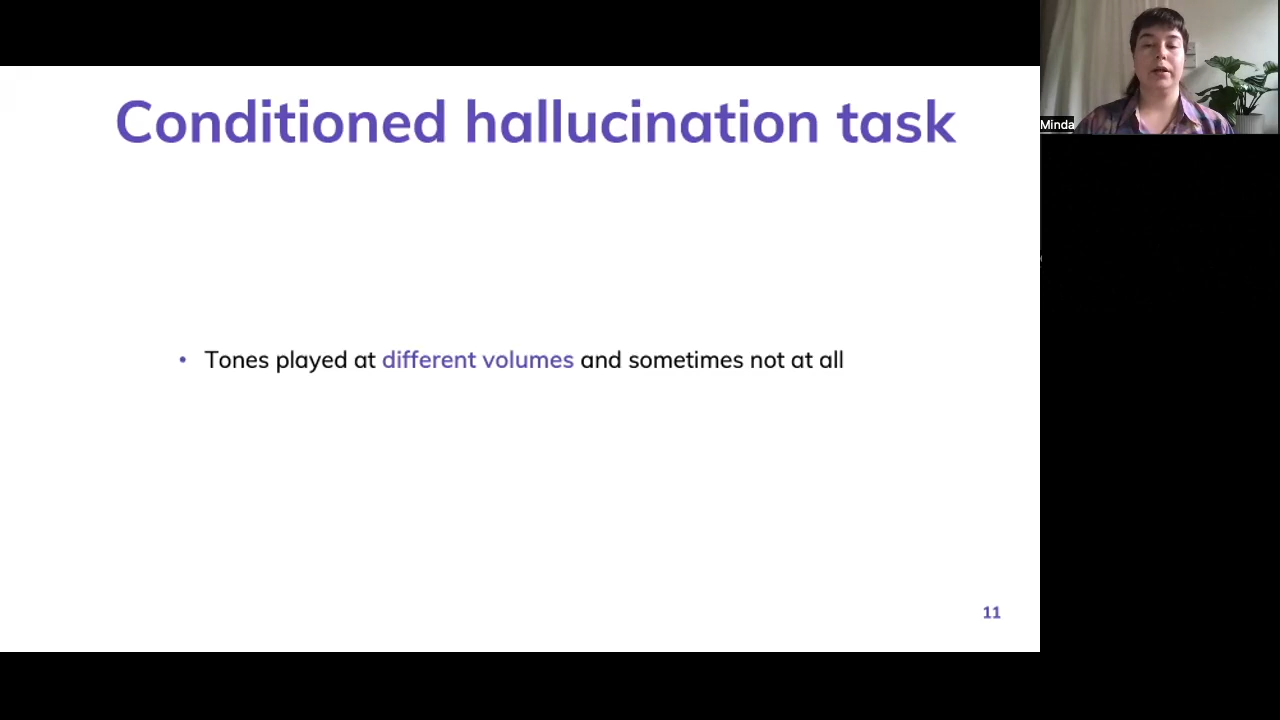 Conditioned hallucination task
Minda
• Tones played at different volumes and sometimes not at all
11